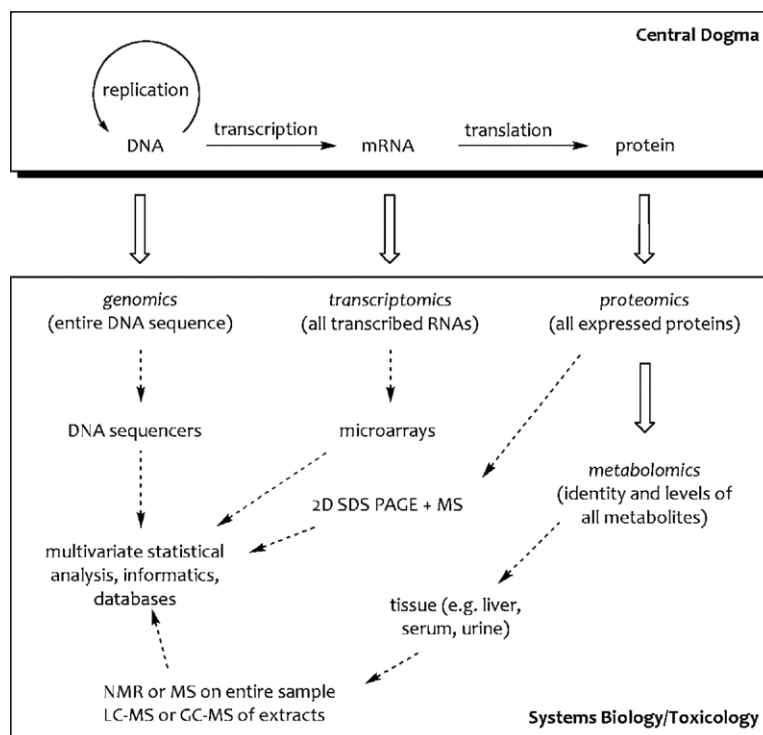 Central Dogma
replication
DNA
transcription
mRNA
translation
protein
genomics
(entire DNA sequence)
transcriptomics
(all transcribed RNAs)
proteomics
(all expressed proteins)
DNA sequencers
microarrays
metabolomics
(identity and levels of
all metabolites)
2D SDS PAGE + MS
multivariate statistical
analysis, informatics,
databases
tissue (e.g. liver,
serum, urine)
NMR or MS on entire sample
LC-MS or GC-MS of extracts
Systems Biology/Toxicology